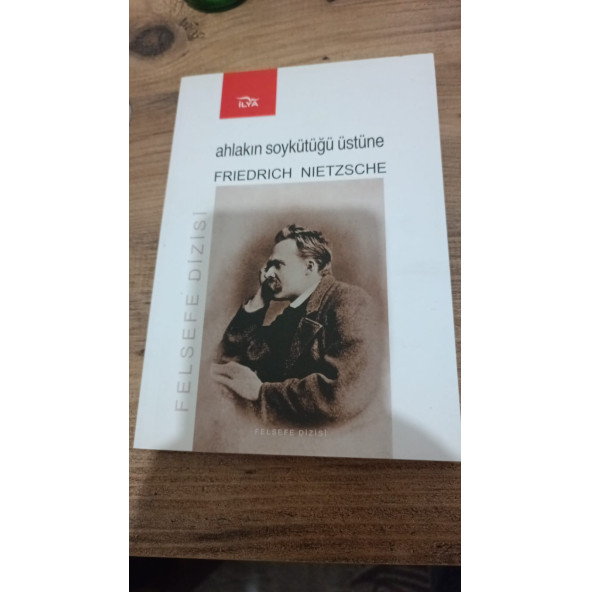 İLYA
ahlakın soykütüğü üstüne
FRIEDRICH NIETZSCHE
FELSEFE DİZİSİ
FELSEFE DİZİSİ